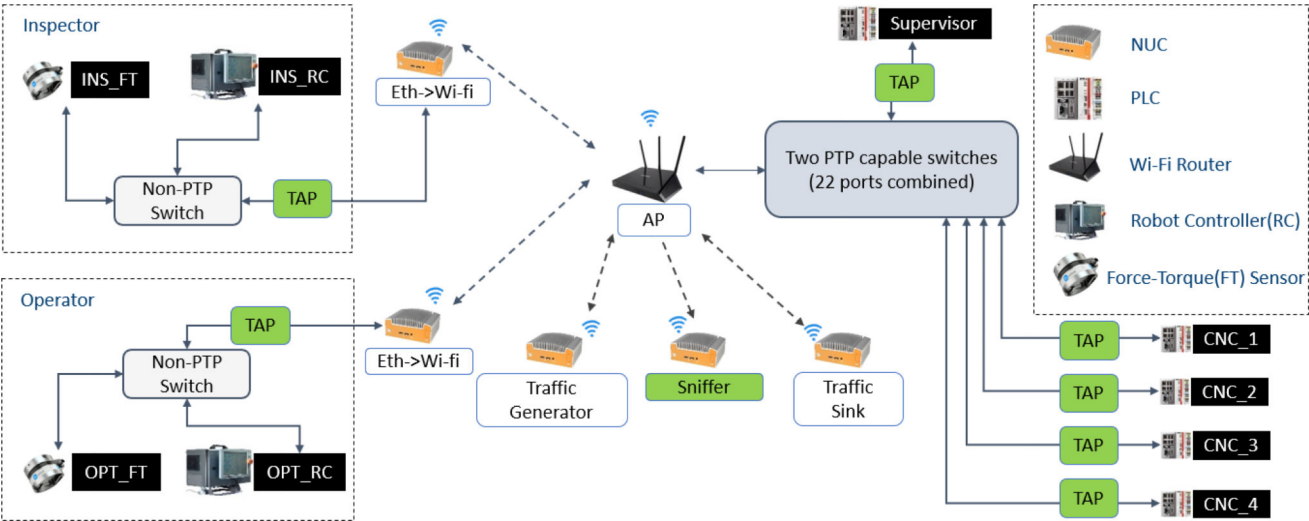 Inspector
INS_FT
INS_RC
Non-PTP
Switch
TAP
Eth->Wi-fi
Operator
TAP
Non-PTP
Switch
OPT_FT
OPT_RC
Eth->Wi-fi
AP
Traffic
Generator
Sniffer
Traffic
Sink
Supervisor
TAP
Two PTP capable switches
(22 ports combined)
TAP
CNC_1
TAP
CNC_2
TAP
CNC_3
TAP
CNC_4
NUC
PLC
Wi-Fi Router
Robot Controller(RC)
Force-Torque(FT) Sensor